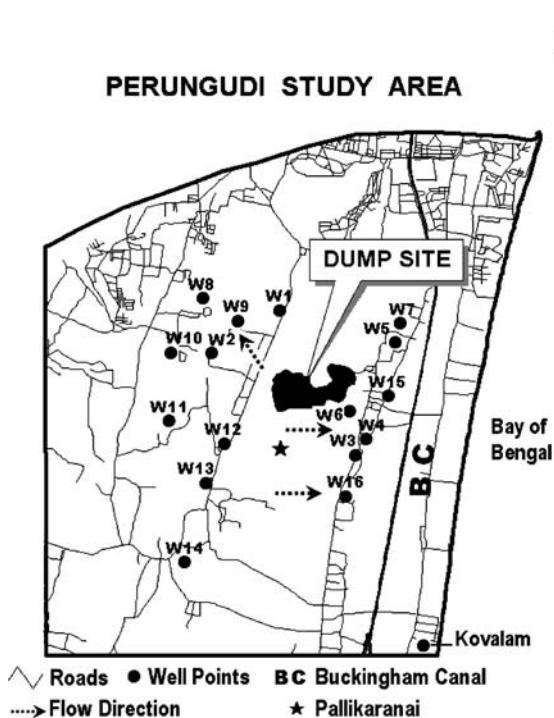 PERUNGUDI STUDY AREA
DUMP SITE
W8
W9
W1
W7
W5
W10
W2
W15
W6
W11
W12
W4
W3
Bay of
Bengal
B C
W13
W16
W14
Kovalam
Roads
Well Points
B C Buckingham Canal
Flow Direction
Pallikaranai